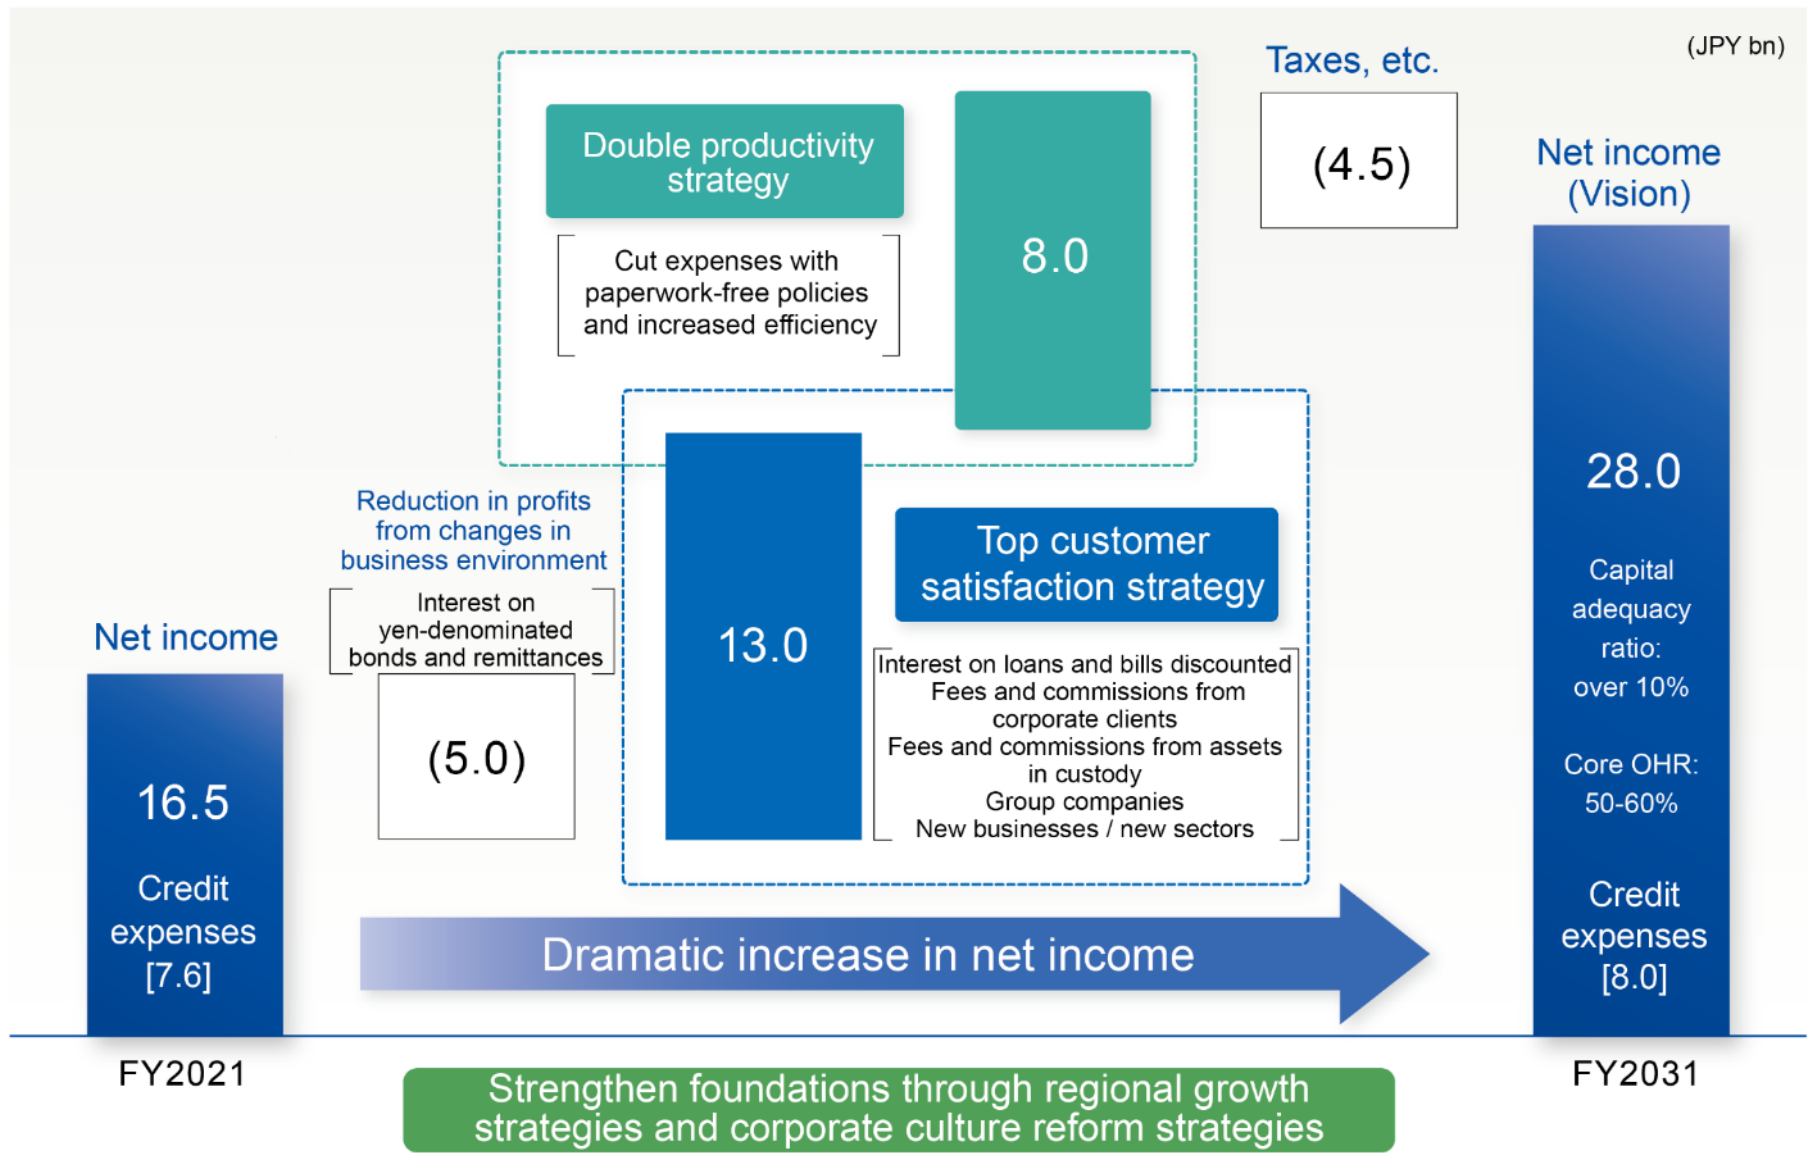 (JPY bn)
Taxes, etc.
(4.5)
Double productivity
strategy
Cut expenses with
paperwork-free policies
and increased efficiency
8.0
Net income
(Vision)
28.0
Capital
adequacy
ratio:
over 10%
Core OHR:
50-60%
Credit
expenses
[8.0]
Reduction in profits
from changes in
business environment
Interest on
yen-denominated
bonds and remittances
(5.0)
13.0
Top customer
satisfaction strategy
Interest on loans and bills discounted
Fees and commissions from
corporate clients
Fees and commissions from assets
in custody
Group companies
New businesses / new sectors
Net income
16.5
Credit
expenses
[7.6]
Dramatic increase in net income
FY2021
FY2031
Strengthen foundations through regional growth
strategies and corporate culture reform strategies